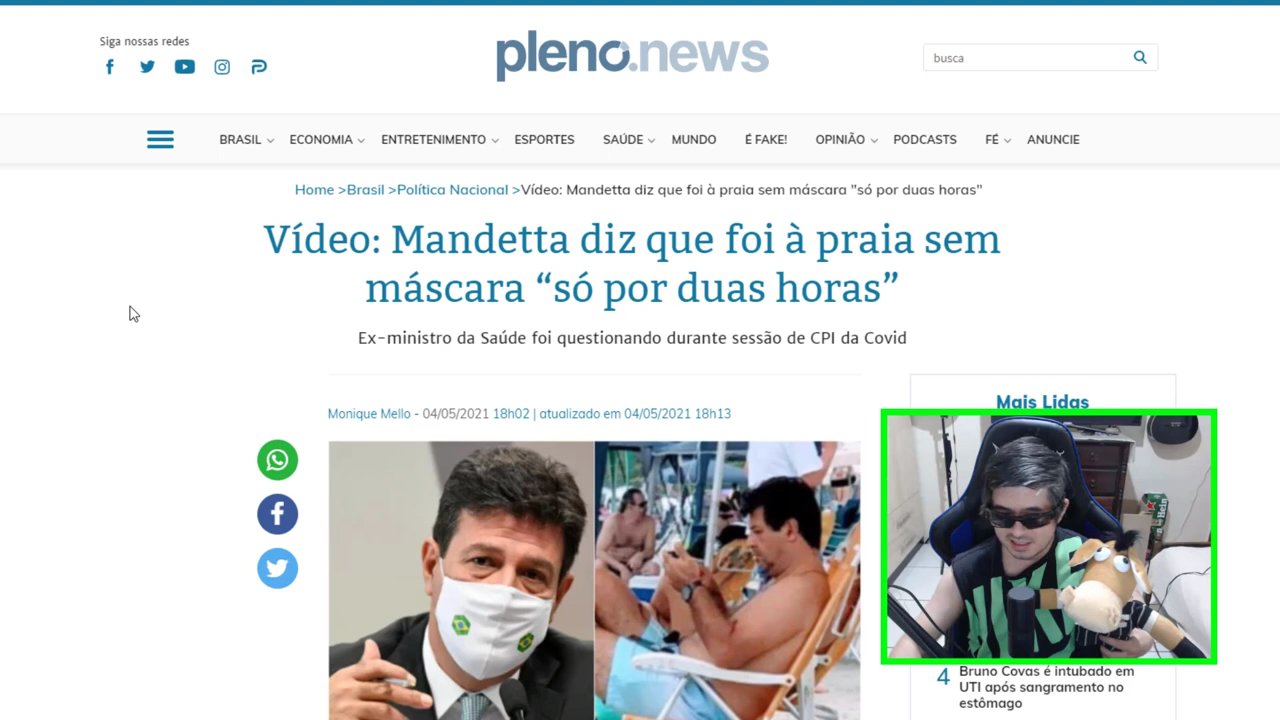 Siga nossas redes
pleno.news
busca
BRASIL ECONOMIA ENTRETENIMENTO ESPORTES SAÚDE MUNDO É FAKE! OPINIÃO PODCASTS FÉ ANUNCIE
Home >Brasil >Política Nacional >Vídeo: Mandetta diz que foi à praia sem máscara "só por duas horas"
Vídeo: Mandetta diz que foi à praia sem
máscara “só por duas horas”
Ex-ministro da Saúde foi questionando durante sessão de CPI da Covid
Monique Mello - 04/05/2021 18h02 | atualizado em 04/05/2021 18h13
Mais Lidas
Hein
4 Bruno Covas é intubado em
UTI após sangramento no
estômago